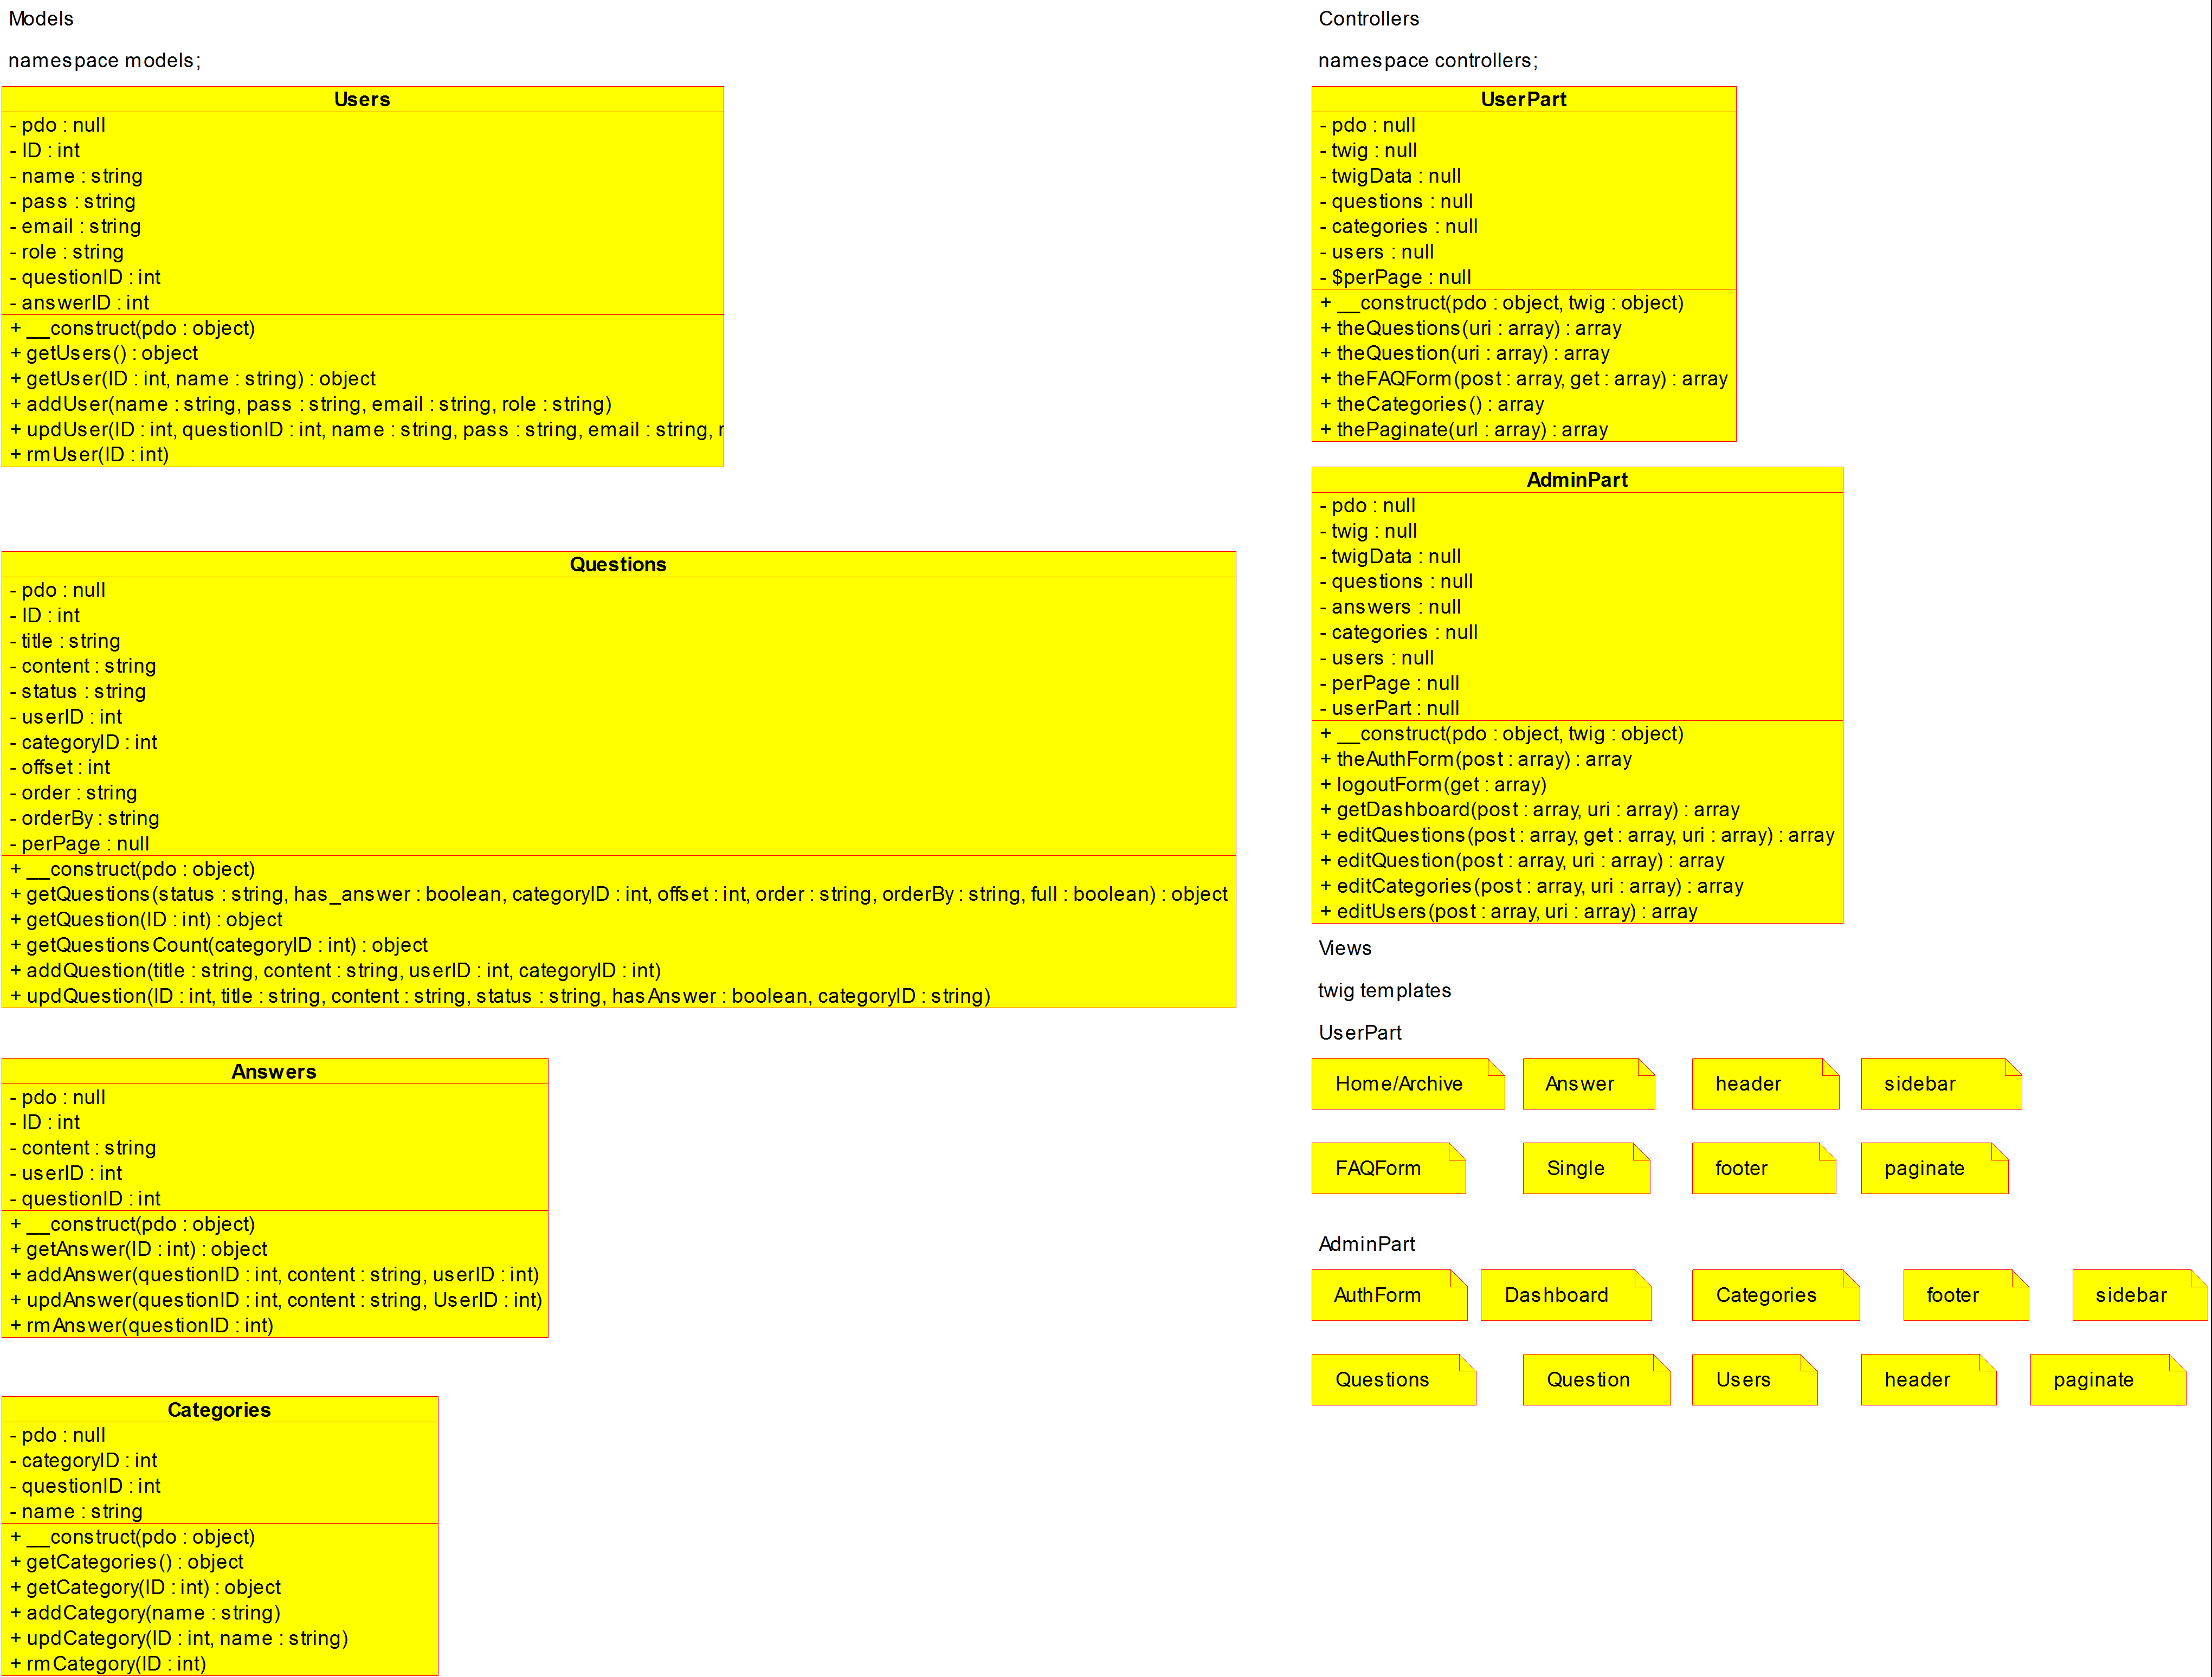 Models
namespace models;
Users
- pdo : null
- ID : int
- name : string
- pass : string
- email : string
- role : string
- questionID : int
- answerID : int
+ __construct(pdo : object)
+ getUsers() : object
+ getUser(ID : int, name : string) : object
+ addUser(name : string, pass : string, email : string, role : string)
+ updUser(ID : int, questionID : int, name : string, pass : string, email : string,
+ rmUser(ID : int)
Questions
- pdo : null
- ID : int
- title : string
- content : string
- status : string
- userID : int
- categoryID : int
- offset : int
- order : string
- orderBy : string
- perPage : null
+ __construct(pdo : object)
+ getQuestions(status : string, has_answer : boolean, categoryID : int, offset : int, order : string, orderBy : string, full : boolean) : object
+ getQuestion(ID : int) : object
+ getQuestionsCount(categoryID : int) : object
+ addQuestion(title : string, content : string, userID : int, categoryID : int)
+ updQuestion(ID : int, title : string, content : string, status : string, hasAnswer : boolean, categoryID : string)
Answers
- pdo : null
- ID : int
- content : string
- userID : int
- questionID : int
+ __construct(pdo : object)
+ getAnswer(ID : int) : object
+ addAnswer(questionID : int, content : string, userID : int)
+ updAnswer(questionID : int, content : string, UserID : int)
+ rmAnswer(questionID : int)
Categories
- pdo : null
- categoryID : int
- questionID : int
- name : string
+ __construct(pdo : object)
+ getCategories() : object
+ getCategory(ID : int) : object
+ addCategory(name : string)
+ updCategory(ID : int, name : string)
+ rmCategory(ID : int)
Controllers
namespace controllers;
UserPart
- pdo : null
- twig : null
- twigData : null
- questions : null
- categories : null
- users : null
- $perPage : null
+ __construct(pdo : object, twig : object)
+ theQuestions(uri : array) : array
+ theQuestion(uri : array) : array
+ theFAQForm(post : array, get : array) : array
+ theCategories() : array
+ thePaginate(url : array) : array
AdminPart
- pdo : null
- twig : null
- twigData : null
- questions : null
- answers : null
- categories : null
- users : null
- perPage : null
- userPart : null
+ __construct(pdo : object, twig : object)
+ theAuthForm(post : array) : array
+ logoutForm(get : array)
+ getDashboard(post : array, uri : array) : array
+ editQuestions(post : array, get : array, uri : array) : array
+ editQuestion(post : array, uri : array) : array
+ editCategories(post : array, uri : array) : array
+ editUsers(post : array, uri : array) : array
Views
twig templates
UserPart
Home/Archive
Answer
header
sidebar
FAQForm
Single
footer
paginate
AdminPart
AuthForm
Dashboard
Categories
footer
sidebar
Questions
Question
Users
header
paginate